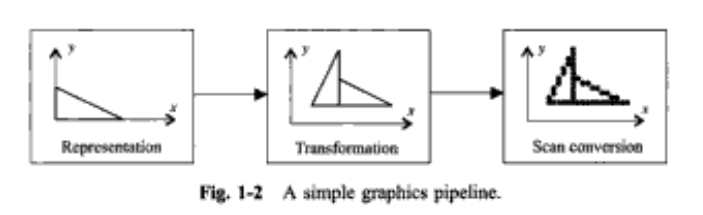 y
x
Representation
y
x
Transformation
y
x
Scan conversion
Fig. 1-2 A simple graphics pipeline.